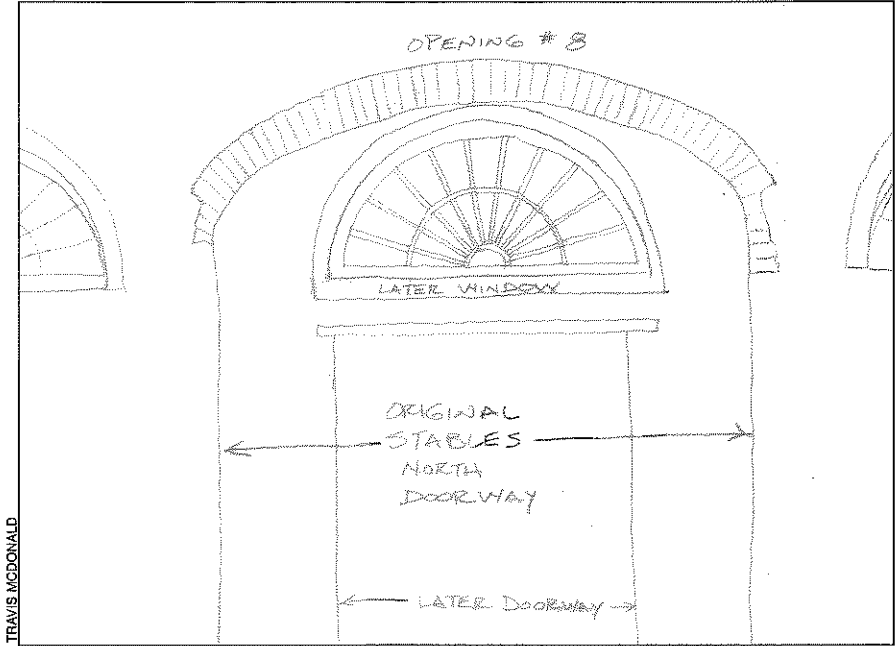 OPENING # 8
LATER WINDOW
ORIGINAL
STABLES
NORTH
DOORWAY
LATER DOORWAY
TRAVIS MCDONALD